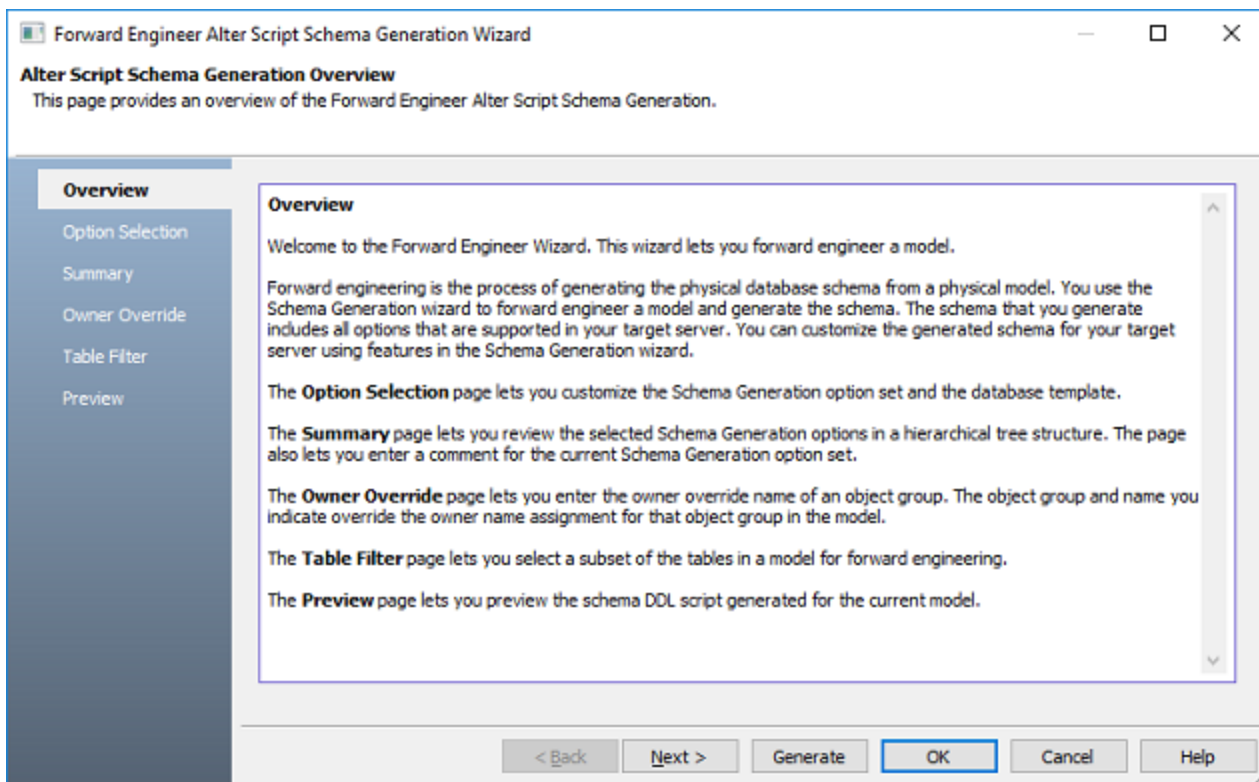 Forward Engineer Alter Script Schema Generation Wizard
Alter Script Schema Generation Overview
This page provides an overview of the Forward Engineer Alter Script Schema Generation.
Overview
Option Selection
Summary
Owner Override
Table Filter
Preview
Overview
Welcome to the Forward Engineer Wizard. This wizard lets you forward engineer a model.
Forward engineering is the process of generating the physical database schema from a physical model. You use the
Schema Generation wizard to forward engineer a model and generate the schema. The schema that you generate
includes all options that are supported in your target server. You can customize the generated schema for your target
server using features in the Schema Generation wizard.
The Option Selection page lets you customize the Schema Generation option set and the database template.
The Summary page lets you review the selected Schema Generation options in a hierarchical tree structure. The page
also lets you enter a comment for the current Schema Generation option set.
The Owner Override page lets you enter the owner override name of an object group. The object group and name you
indicate override the owner name assignment for that object group in the model.
The Table Filter page lets you select a subset of the tables in a model for forward engineering.
The Preview page lets you preview the schema DDL script generated for the current model.
< Back
Next >
Generate
OK
Cancel
Help